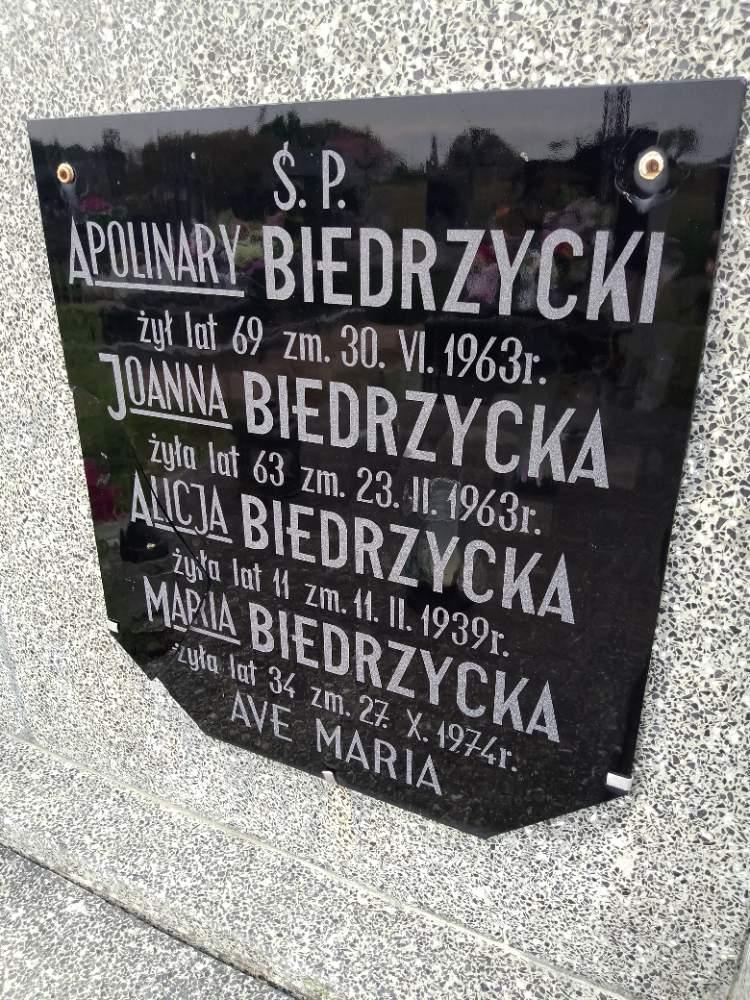 Ś. P.
APOLINARY BIEDRZYCKI
żył lat 69 zm. 30. VI. 1963r.
JOANNA BIEDRZYCKA
żyła lat 63 zm. 23. II. 1963r.
ALICJA BIEDRZYCKA
żyła lat 11 zm. 11. II. 1939r.
MARIA BIEDRZYCKA
żyła lat 34 zm. 27. X. 1974r.
AVE MARIA